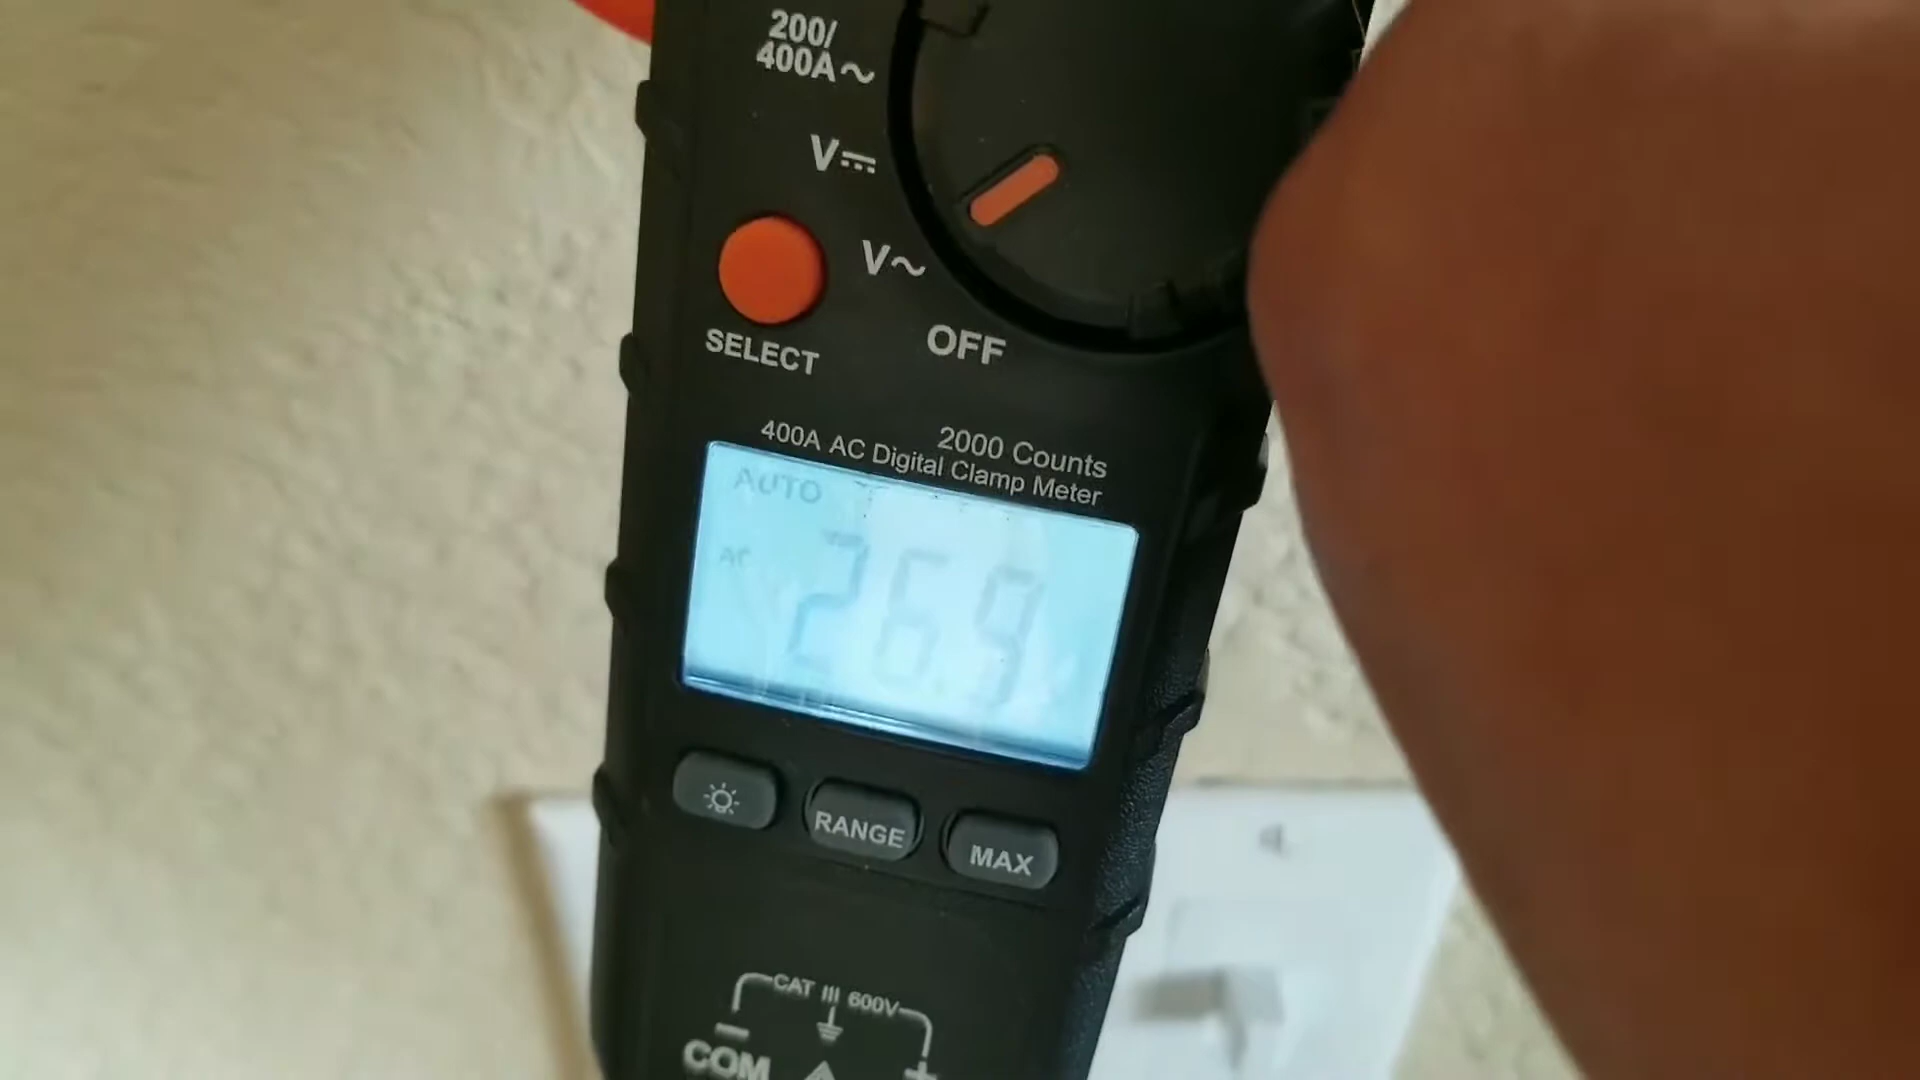 200/
400A~
V⎓
V~
SELECT
OFF
2000 Counts
400A AC Digital Clamp Meter
AUTO
AC
26.9
RANGE
MAX
CAT III 600V
COM